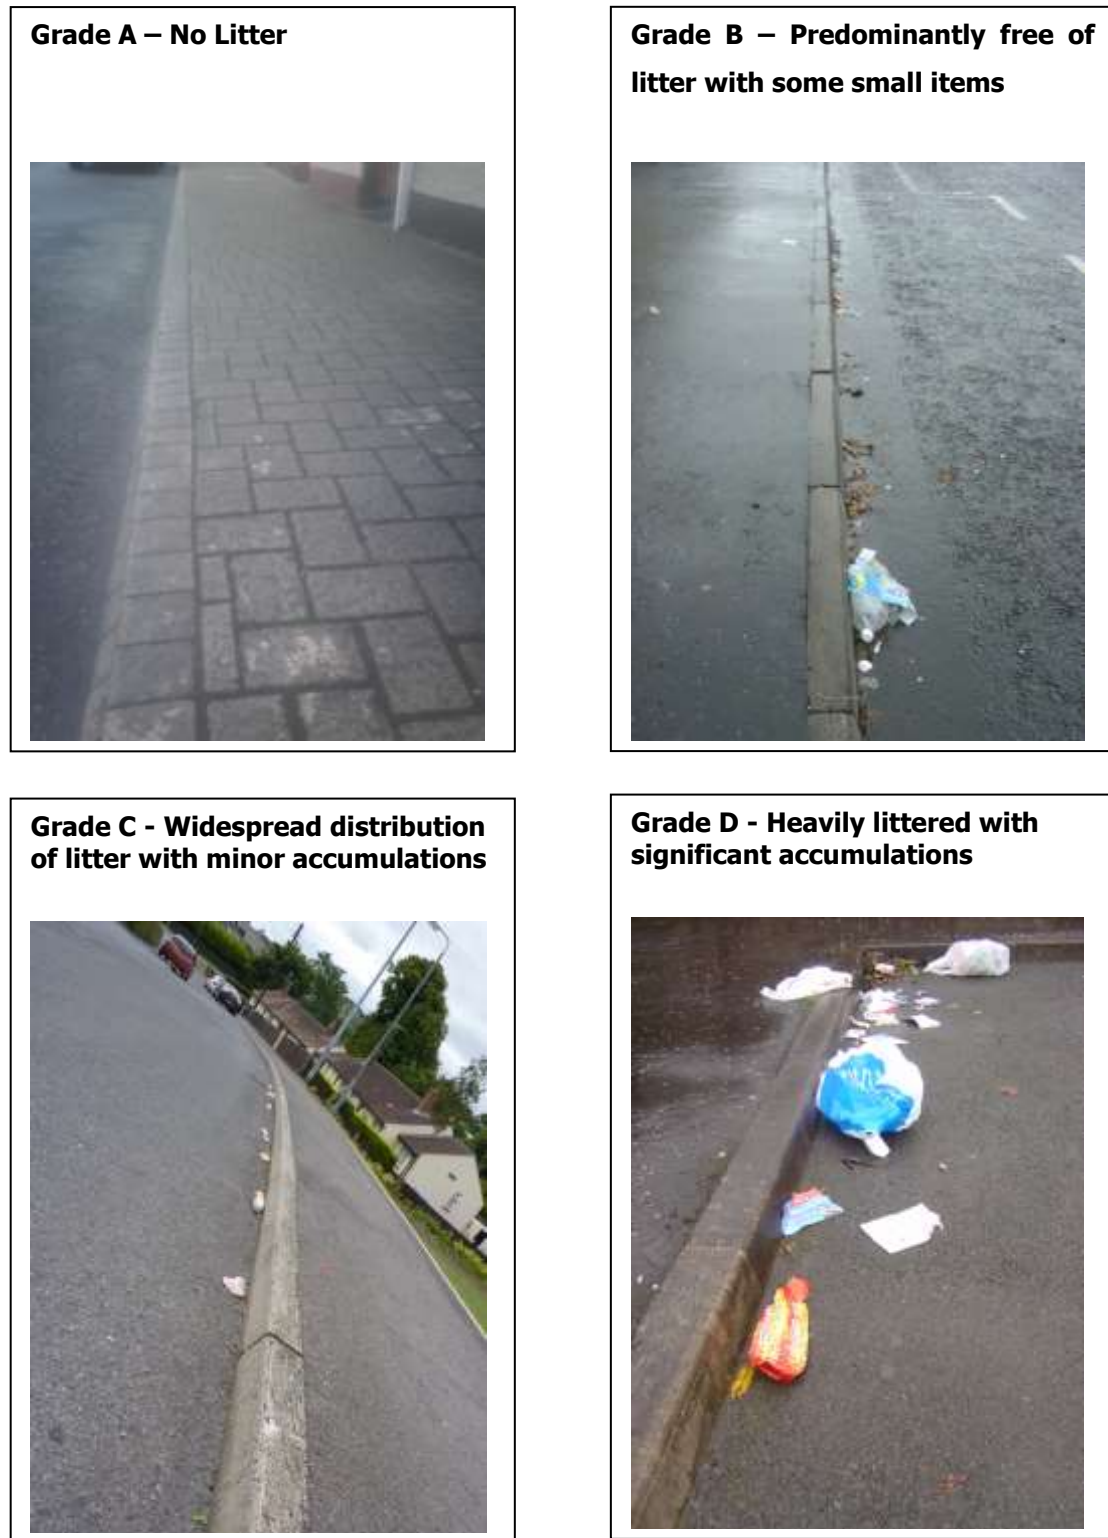 Grade A – No Litter
Grade B – Predominantly free of
litter with some small items
Grade C - Widespread distribution
of litter with minor accumulations
Grade D - Heavily littered with
significant accumulations